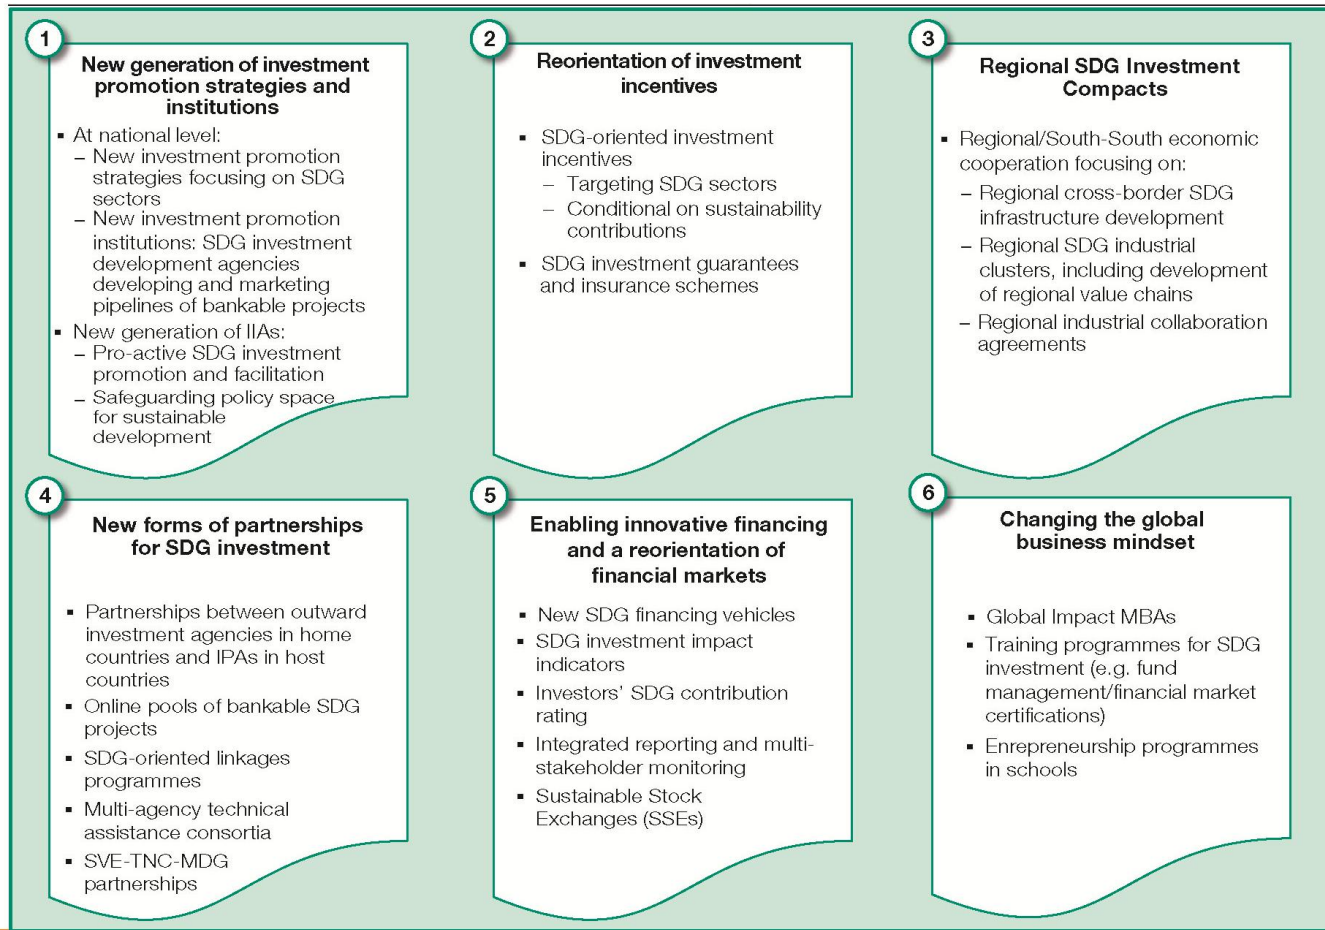 1
New generation of investment
promotion strategies and
institutions
▪ At national level:
– New investment promotion
strategies focusing on SDG
sectors
– New investment promotion
institutions: SDG investment
development agencies
developing and marketing
pipelines of bankable projects
▪ New generation of IIAs:
– Pro-active SDG investment
promotion and facilitation
– Safeguarding policy space
for sustainable
development
2
Reorientation of investment
incentives
▪ SDG-oriented investment
incentives
– Targeting SDG sectors
– Conditional on sustainability
contributions
▪ SDG investment guarantees
and insurance schemes
3
Regional SDG Investment
Compacts
▪ Regional/South-South economic
cooperation focusing on:
– Regional cross-border SDG
infrastructure development
– Regional SDG industrial
clusters, including development
of regional value chains
– Regional industrial collaboration
agreements
4
New forms of partnerships
for SDG investment
▪ Partnerships between outward
investment agencies in home
countries and IPAs in host
countries
▪ Online pools of bankable SDG
projects
▪ SDG-oriented linkages
programmes
▪ Multi-agency technical
assistance consortia
▪ SVE-TNC-MDG
partnerships
5
Enabling innovative financing
and a reorientation of
financial markets
▪ New SDG financing vehicles
▪ SDG investment impact
indicators
▪ Investors' SDG contribution
rating
▪ Integrated reporting and multi-
stakeholder monitoring
▪ Sustainable Stock
Exchanges (SSEs)
6
Changing the global
business mindset
▪ Global Impact MBAs
▪ Training programmes for SDG
investment (e.g. fund
management/financial market
certifications)
▪ Enrepreneurship programmes
in schools